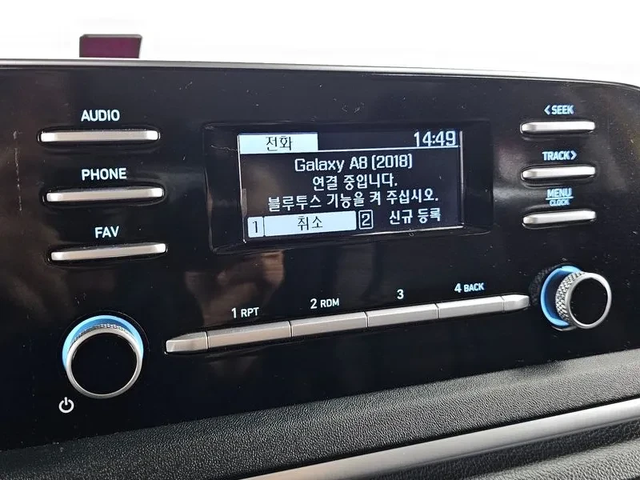 AUDIO
PHONE
FAV
전화 14:49
Galaxy A8 (2018)
연결 중입니다.
블루투스 기능을 켜 주십시오.
1 취소 2 신규 등록
<SEEK
TRACK>
MENU
CLOCK
1 RPT 2 RDM 3 4 BACK